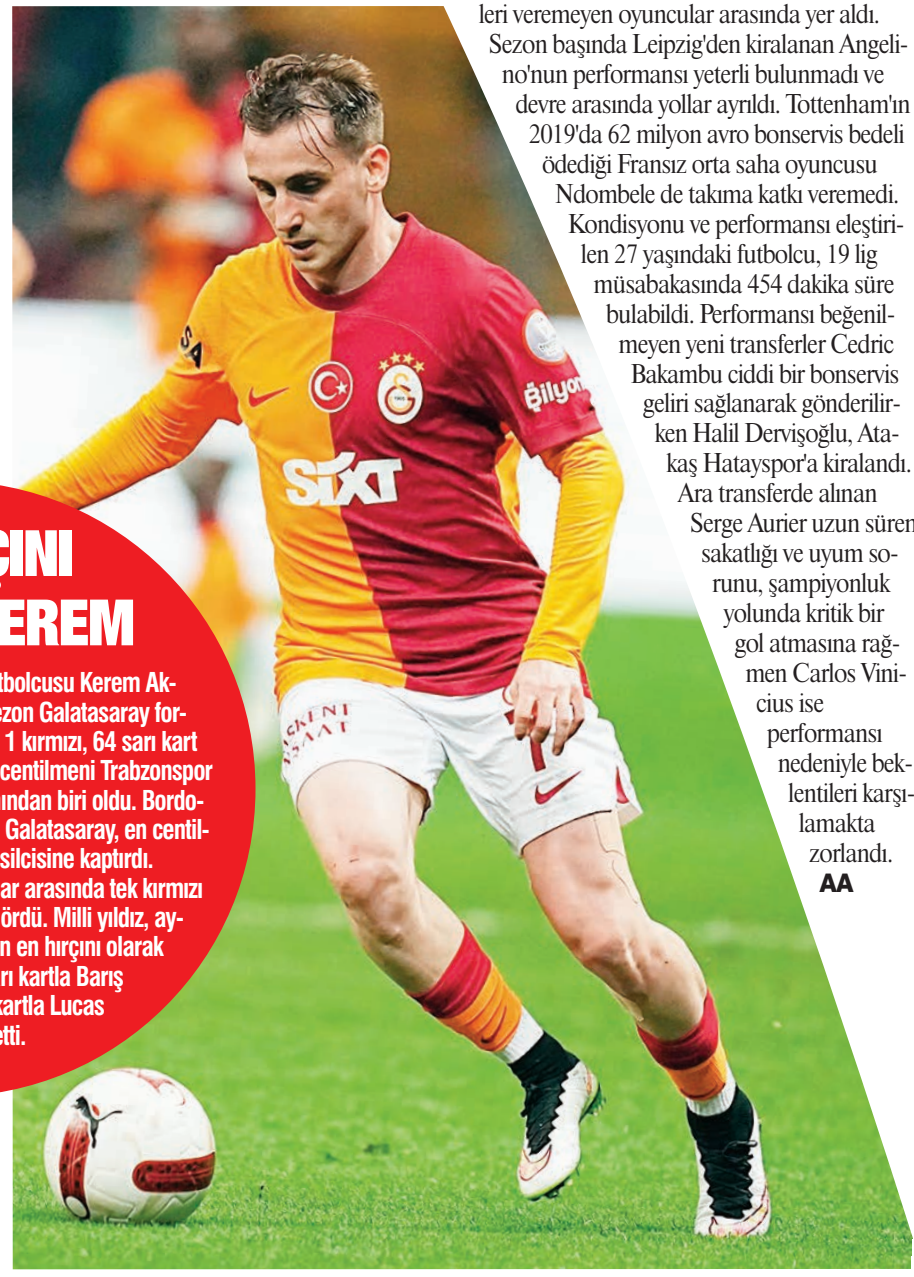 leri veremeyen oyuncular arasında yer aldı.
Sezon başında Leipzig'den kiralanan Angeli-
no'nun performansı yeterli bulunmadı ve
devre arasında yollar ayrıldı. Tottenham'ın
2019'da 62 milyon avro bonservis bedeli
ödediği Fransız orta saha oyuncusu
Ndombele de takıma katkı veremedi.
Kondisyonu ve performansı eleştiri-
len 27 yaşındaki futbolcu, 19 lig
müsabakasında 454 dakika süre
bulabildi. Performansı beğenil-
meyen yeni transferler Cedric
Bakambu ciddi bir bonservis
geliri sağlanarak gönderilir-
ken Halil Dervişoğlu, Ata-
kaş Hatayspor'a kiralandı.
Ara transferde alınan
Serge Aurier uzun süren
sakatlığı ve uyum so-
runu, şampiyonluk
yolunda kritik bir
gol atmasına rağ-
men Carlos Vini-
cius ise
performansı
nedeniyle bek-
lentileri karşı-
lamakta
zorlandı.
AA
Bilyon
SIXT
7
ÇINI
EREM
tbolcusu Kerem Ak-
ezon Galatasaray for-
1 kırmızı, 64 sarı kart
centilmeni Trabzonspor
ından biri oldu. Bordo-
Galatasaray, en centil-
silcisine kaptırdı.
ar arasında tek kırmızı
ördü. Milli yıldız, ay-
n en hırçını olarak
rı kartla Barış
kartla Lucas
etti.